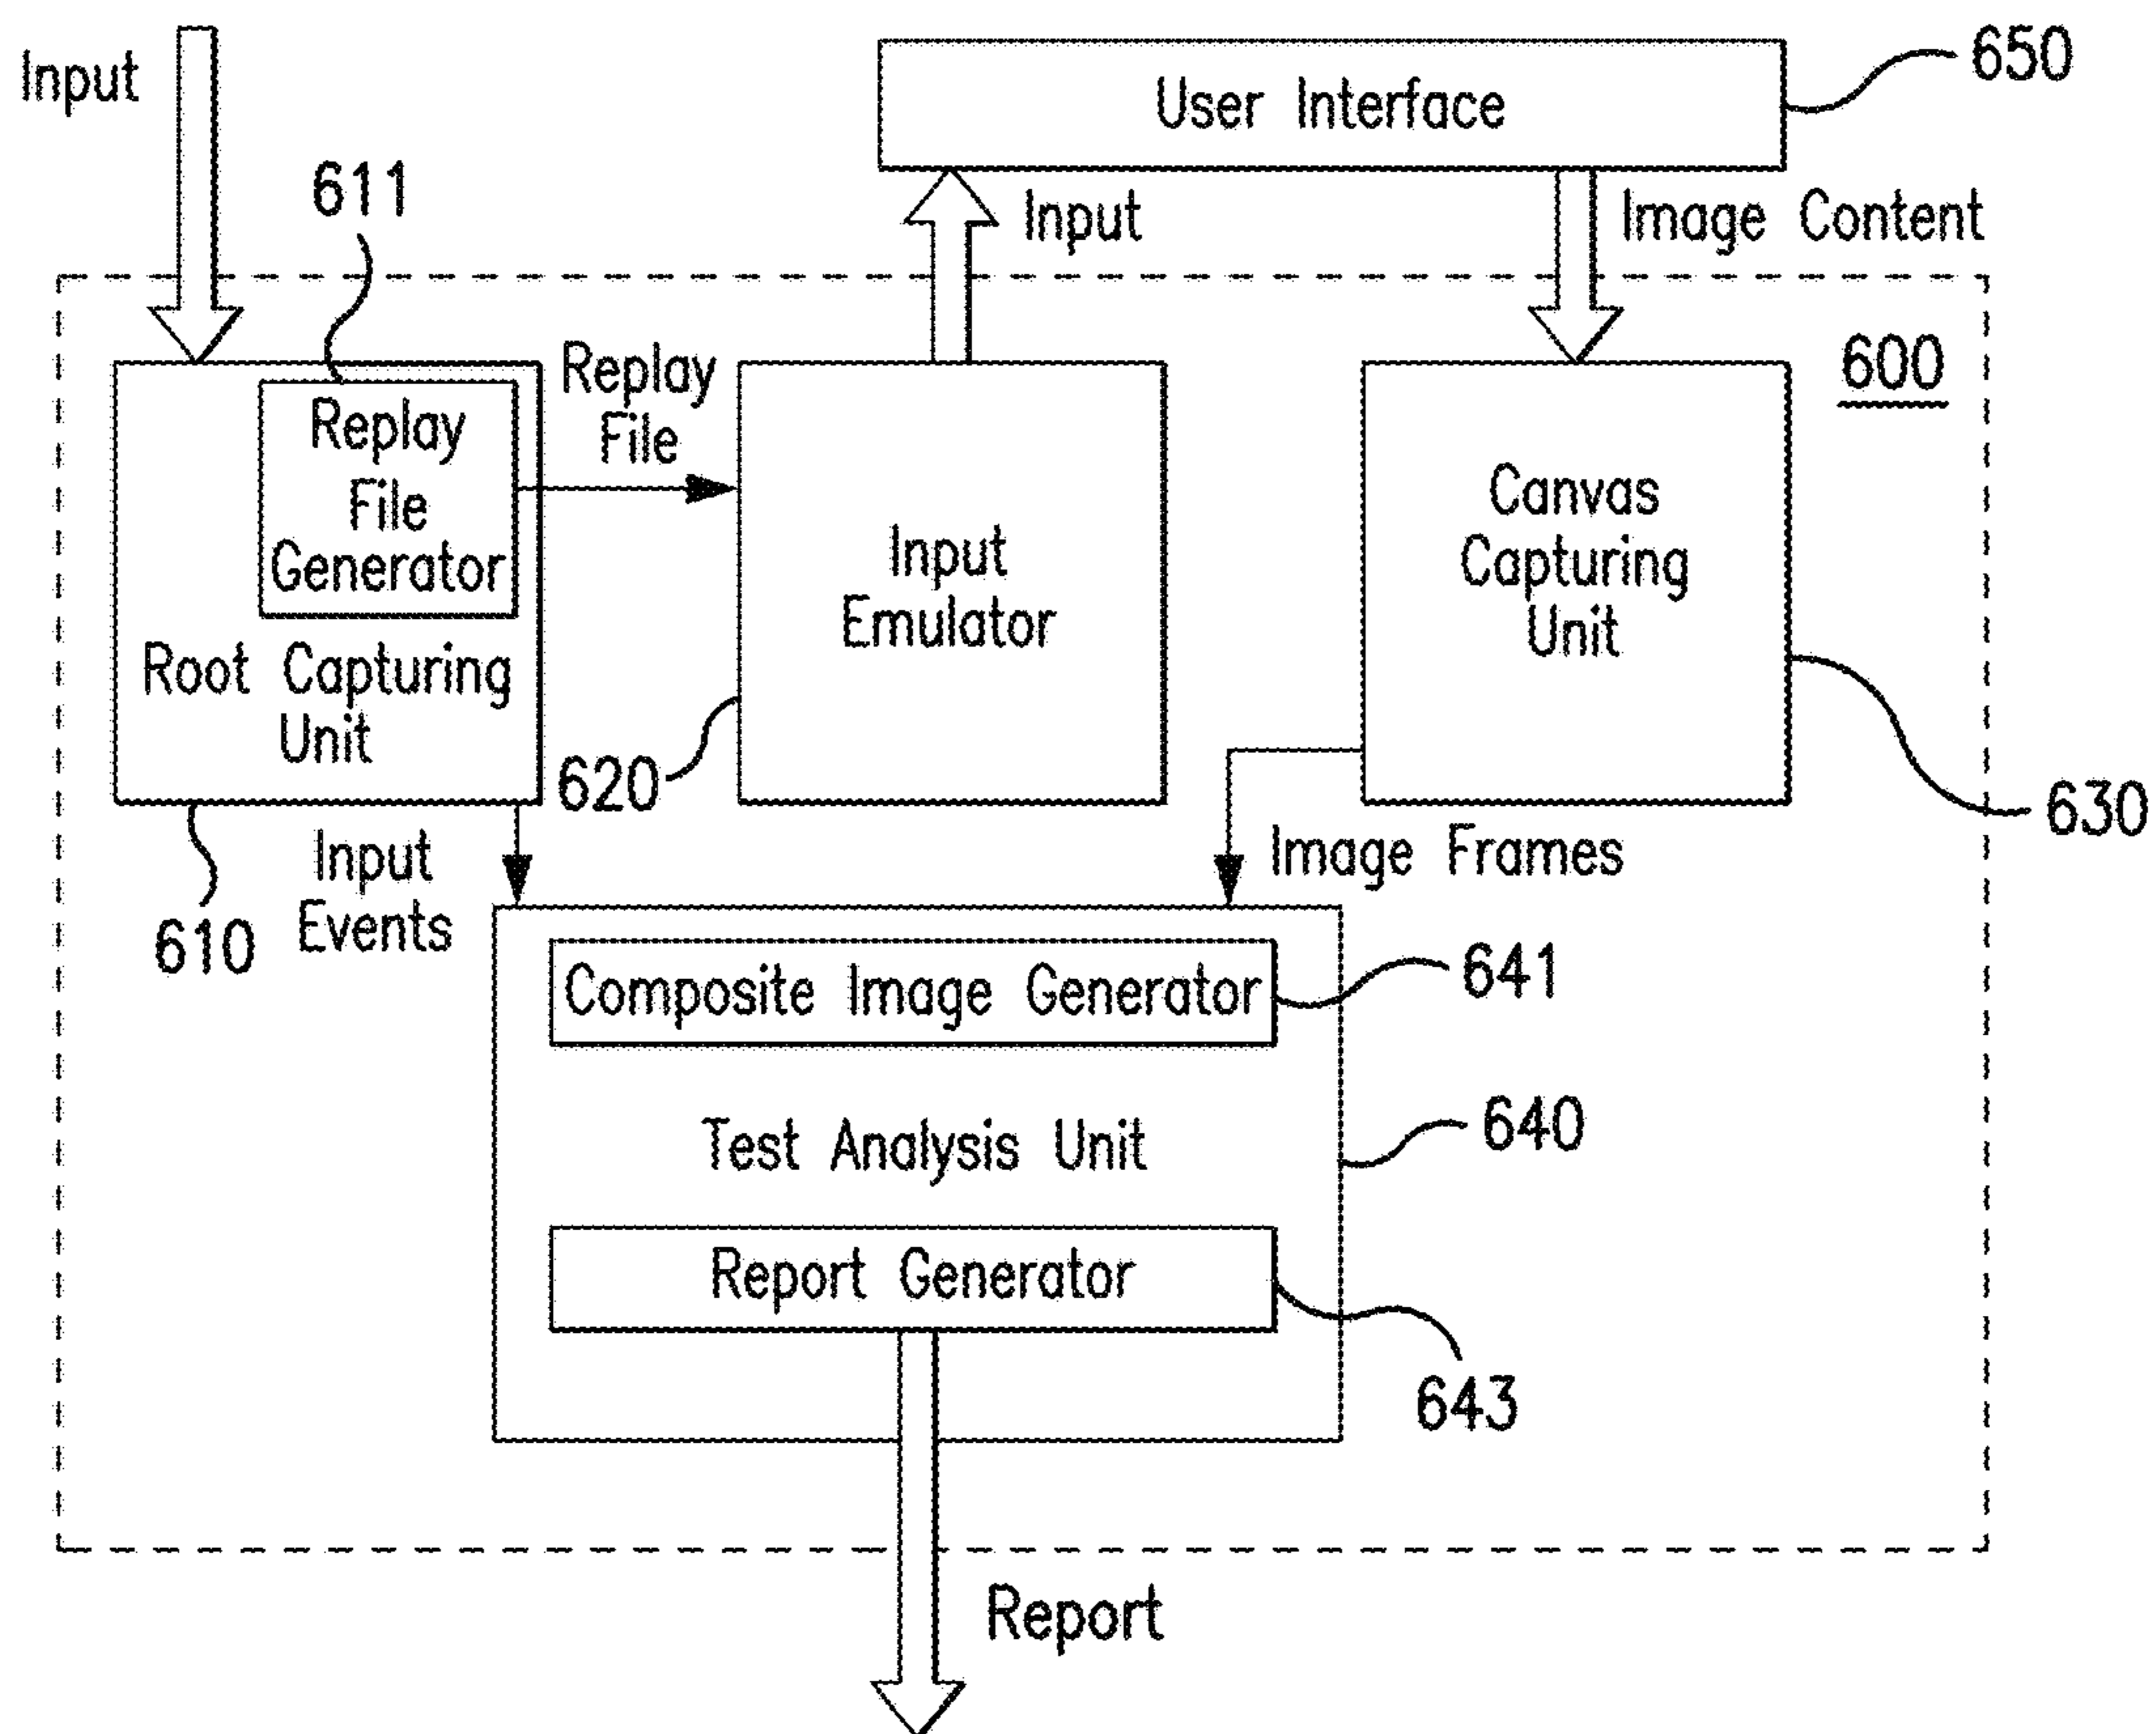 Input
User Interface
650
611
Input
Image Content
600
Replay
File
Generator
Root Capturing
Unit
Replay
File
Input
Emulator
Canvas
Capturing
Unit
620
630
610
Input
Events
Image Frames
Composite Image Generator
641
Test Analysis Unit
640
Report Generator
643
Report